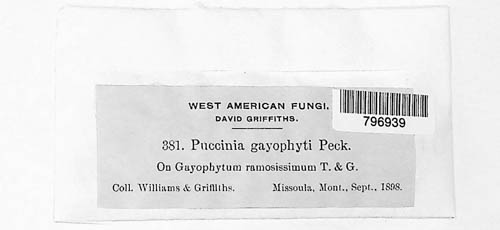 WEST AMERICAN FUNGI.
DAVID GRIFFITHS.
796939
381. Puccinia gayophyti Peck.
On Gayophytum ramosissimum T. & G.
Coll. Williams & Griffiths. Missoula, Mont., Sept., 1898.